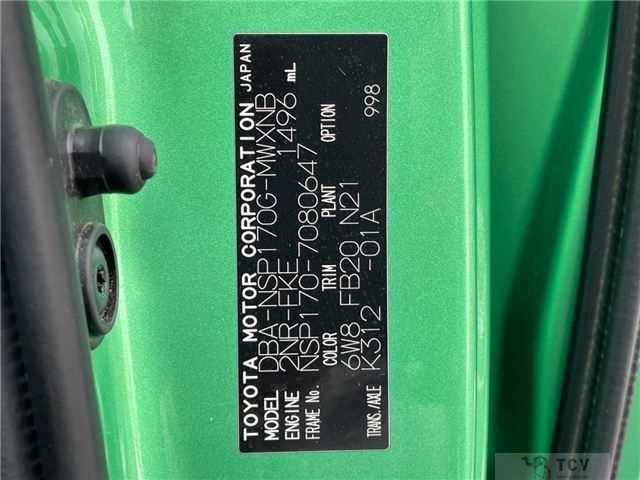 TOYOTA MOTOR CORPORATION JAPAN
MODEL DBA-NSP170G-MWXNB
ENGINE 2NR-FKE 1496 mL
FRAME No. NSP170-7080647
COLOR TRIM PLANT OPTION
6W8 FB20 N21 998
TRANS./AXLE K312 -01A
TCV